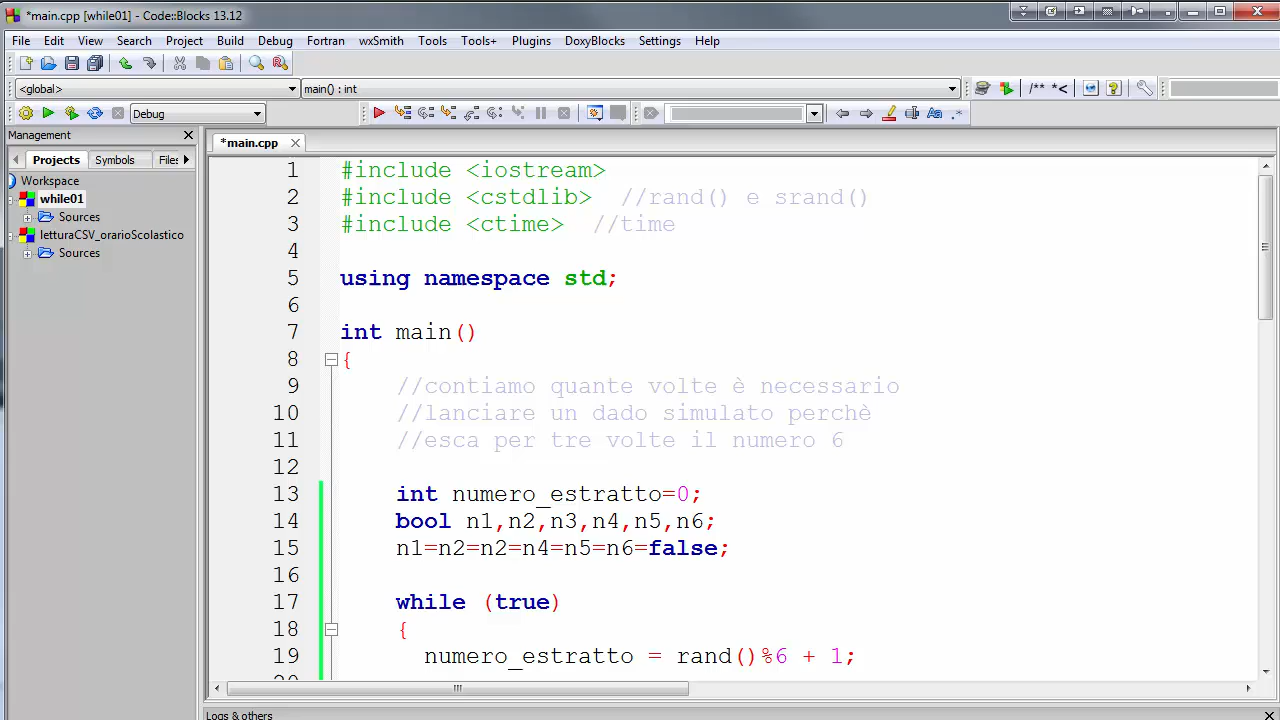 *main.cpp [while01] - Code::Blocks 13.12
File Edit View Search Project Build Debug Fortran wxSmith Tools Tools+ Plugins DoxyBlocks Settings Help
<global> main() : int /** *<
Debug
Management
Projects Symbols Files
*main.cpp
Workspace
while01
Sources
letturaCSV_orarioScolastico
Sources
1 #include <iostream>
2 #include <cstdlib> //rand() e srand()
3 #include <ctime> //time
4
5 using namespace std;
6
7 int main()
8 {
9 //contiamo quante volte è necessario
10 //lanciare un dado simulato perchè
11 //esca per tre volte il numero 6
12
13 int numero_estratto=0;
14 bool n1,n2,n3,n4,n5,n6;
15 n1=n2=n2=n4=n5=n6=false;
16
17 while (true)
18 {
19 numero_estratto = rand()%6 + 1;
Logs & others